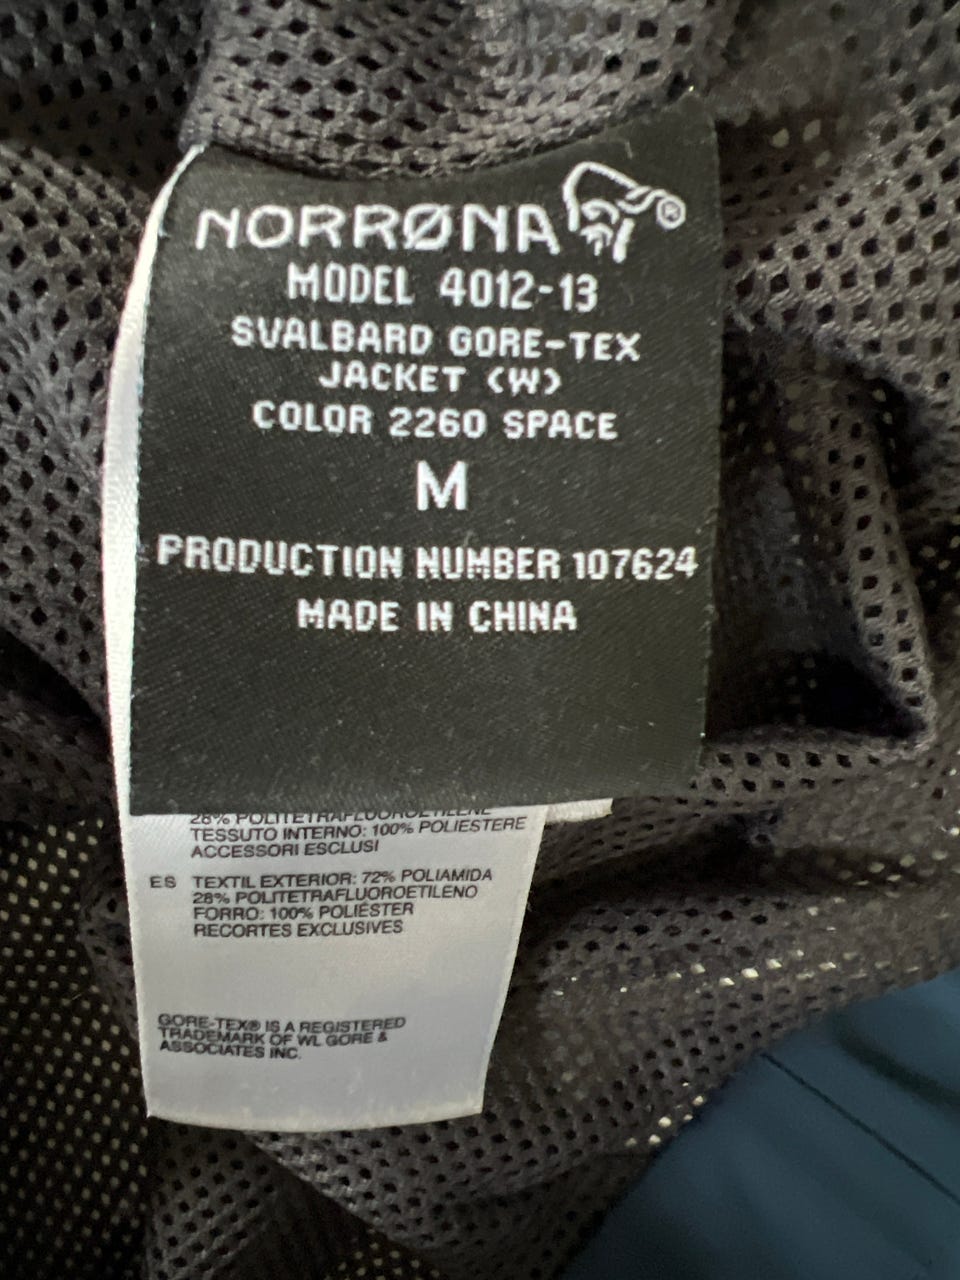 NORRØNA®
MODEL 4012-13
SVALBARD GORE-TEX
JACKET (W)
COLOR 2260 SPACE
M
PRODUCTION NUMBER 107624
MADE IN CHINA
28% POLITETRAFLUOROETILENE
TESSUTO INTERNO: 100% POLIESTERE
ACCESSORI ESCLUSI
ES TEXTIL EXTERIOR: 72% POLIAMIDA
28% POLITETRAFLUOROETILENO
FORRO: 100% POLIÉSTER
RECORTES EXCLUSIVES
GORE-TEX® IS A REGISTERED
TRADEMARK OF WL GORE &
ASSOCIATES INC.